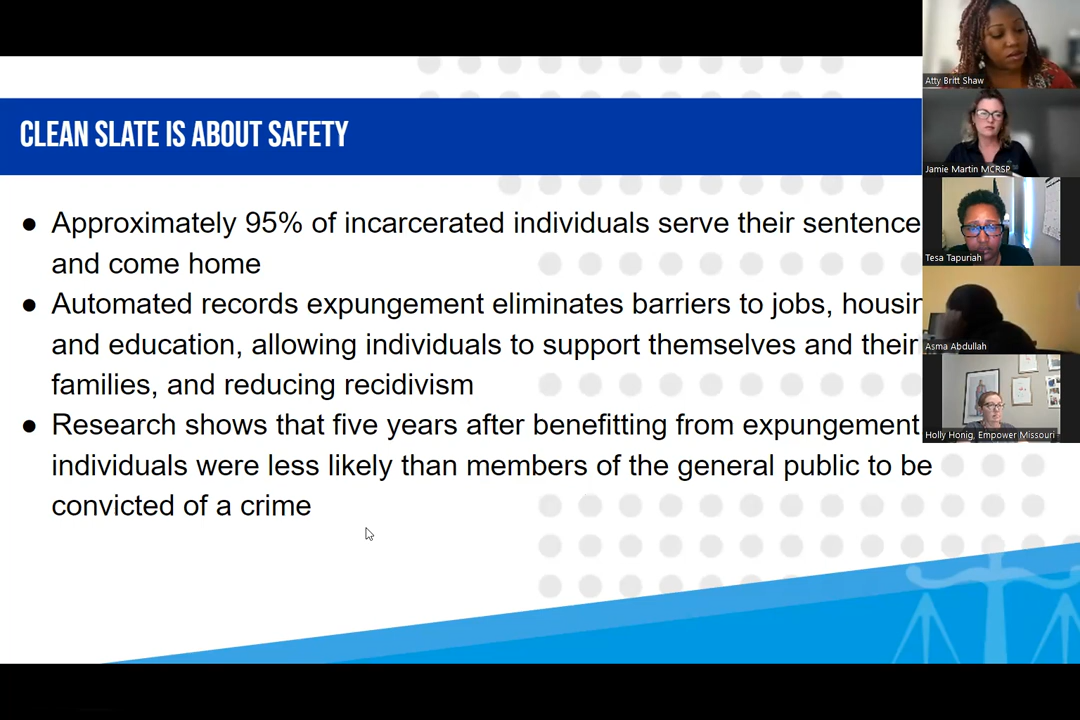 CLEAN SLATE IS ABOUT SAFETY
● Approximately 95% of incarcerated individuals serve their sentence
and come home
● Automated records expungement eliminates barriers to jobs,
and education, allowing individuals to support themselves and their
families, and reducing recidivism
● Research shows that five years after benefitting from expungement
individuals were less likely than members of the general public to be
convicted of a crime
Atty Britt Shaw
Jamie Martin MCRSP
Tesa Tapuriah
Asma Abdullah
Holly Honig, Empower Missouri